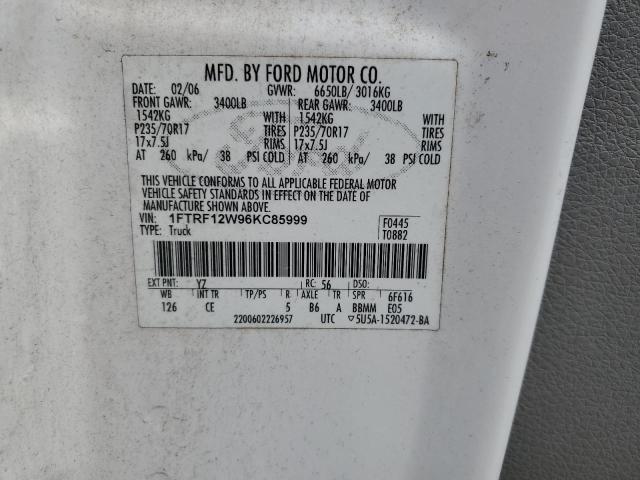 MFD. BY FORD MOTOR CO.
DATE: 02/06 GVWR: 6650LB/ 3016KG
FRONT GAWR: 3400LB REAR GAWR: 3400LB
1542KG WITH 1542KG WITH
P235/70R17 TIRES P235/70R17 TIRES
17x7.5J RIMS 17x7.5J RIMS
AT 260 kPa/ 38 PSI COLD AT 260 kPa/ 38 PSI COLD
THIS VEHICLE CONFORMS TO ALL APPLICABLE FEDERAL MOTOR
VEHICLE SAFETY STANDARDS IN EFFECT ON THE DATE OF
MANUFACTURE SHOWN ABOVE.
VIN: 1FTRF12W96KC85999 F0445
TYPE: Truck T0882
EXT PNT: YZ RC: 56 DSO:
WB INT TR TP/PS R AXLE TR SPR 6F616
126 CE 5 B6 A BBMM E05
2200602226957 UTC ▽5U5A-1520472-BA